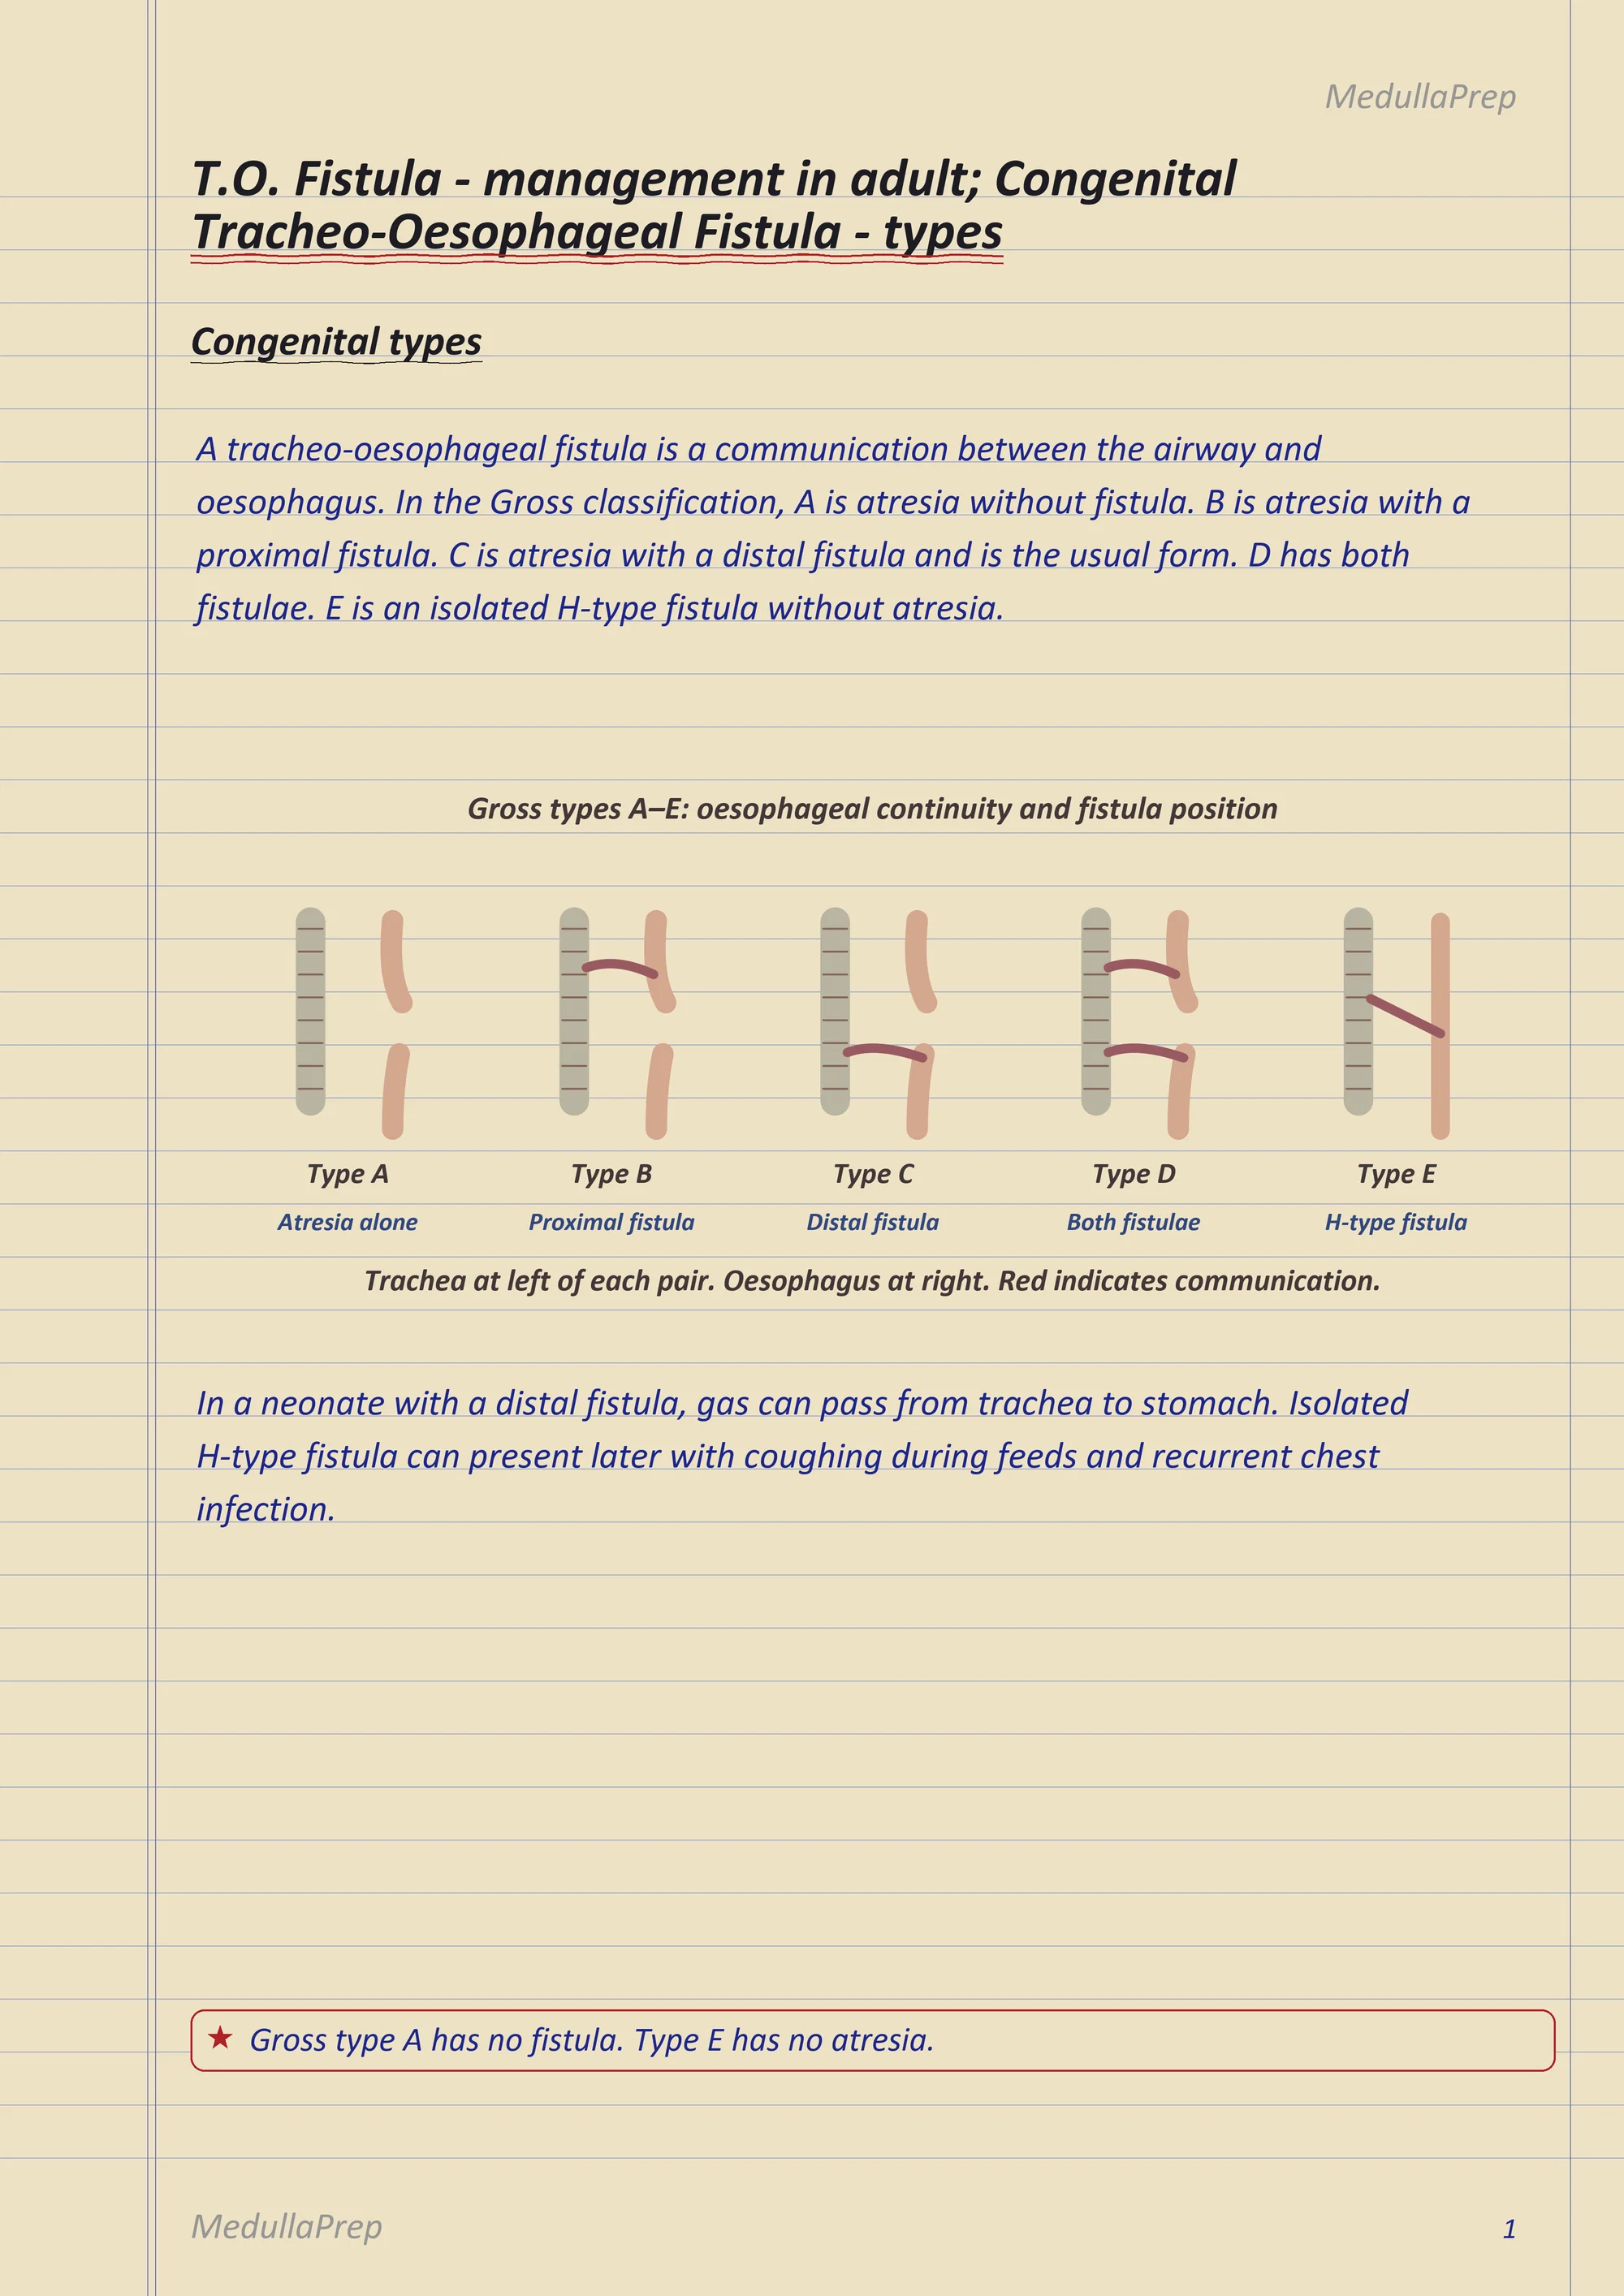 MedullaPrep
T.O. Fistula - management in adult; Congenital
Tracheo-Oesophageal Fistula - types
Congenital types
A tracheo-oesophageal fistula is a communication between the airway and
oesophagus. In the Gross classification, A is atresia without fistula. B is atresia with a
proximal fistula. C is atresia with a distal fistula and is the usual form. D has both
fistulae. E is an isolated H-type fistula without atresia.
Gross types A–E: oesophageal continuity and fistula position
Type A Type B Type C Type D Type E
Atresia alone Proximal fistula Distal fistula Both fistulae H-type fistula
Trachea at left of each pair. Oesophagus at right. Red indicates communication.
In a neonate with a distal fistula, gas can pass from trachea to stomach. Isolated
H-type fistula can present later with coughing during feeds and recurrent chest
infection.
★ Gross type A has no fistula. Type E has no atresia.
MedullaPrep 1